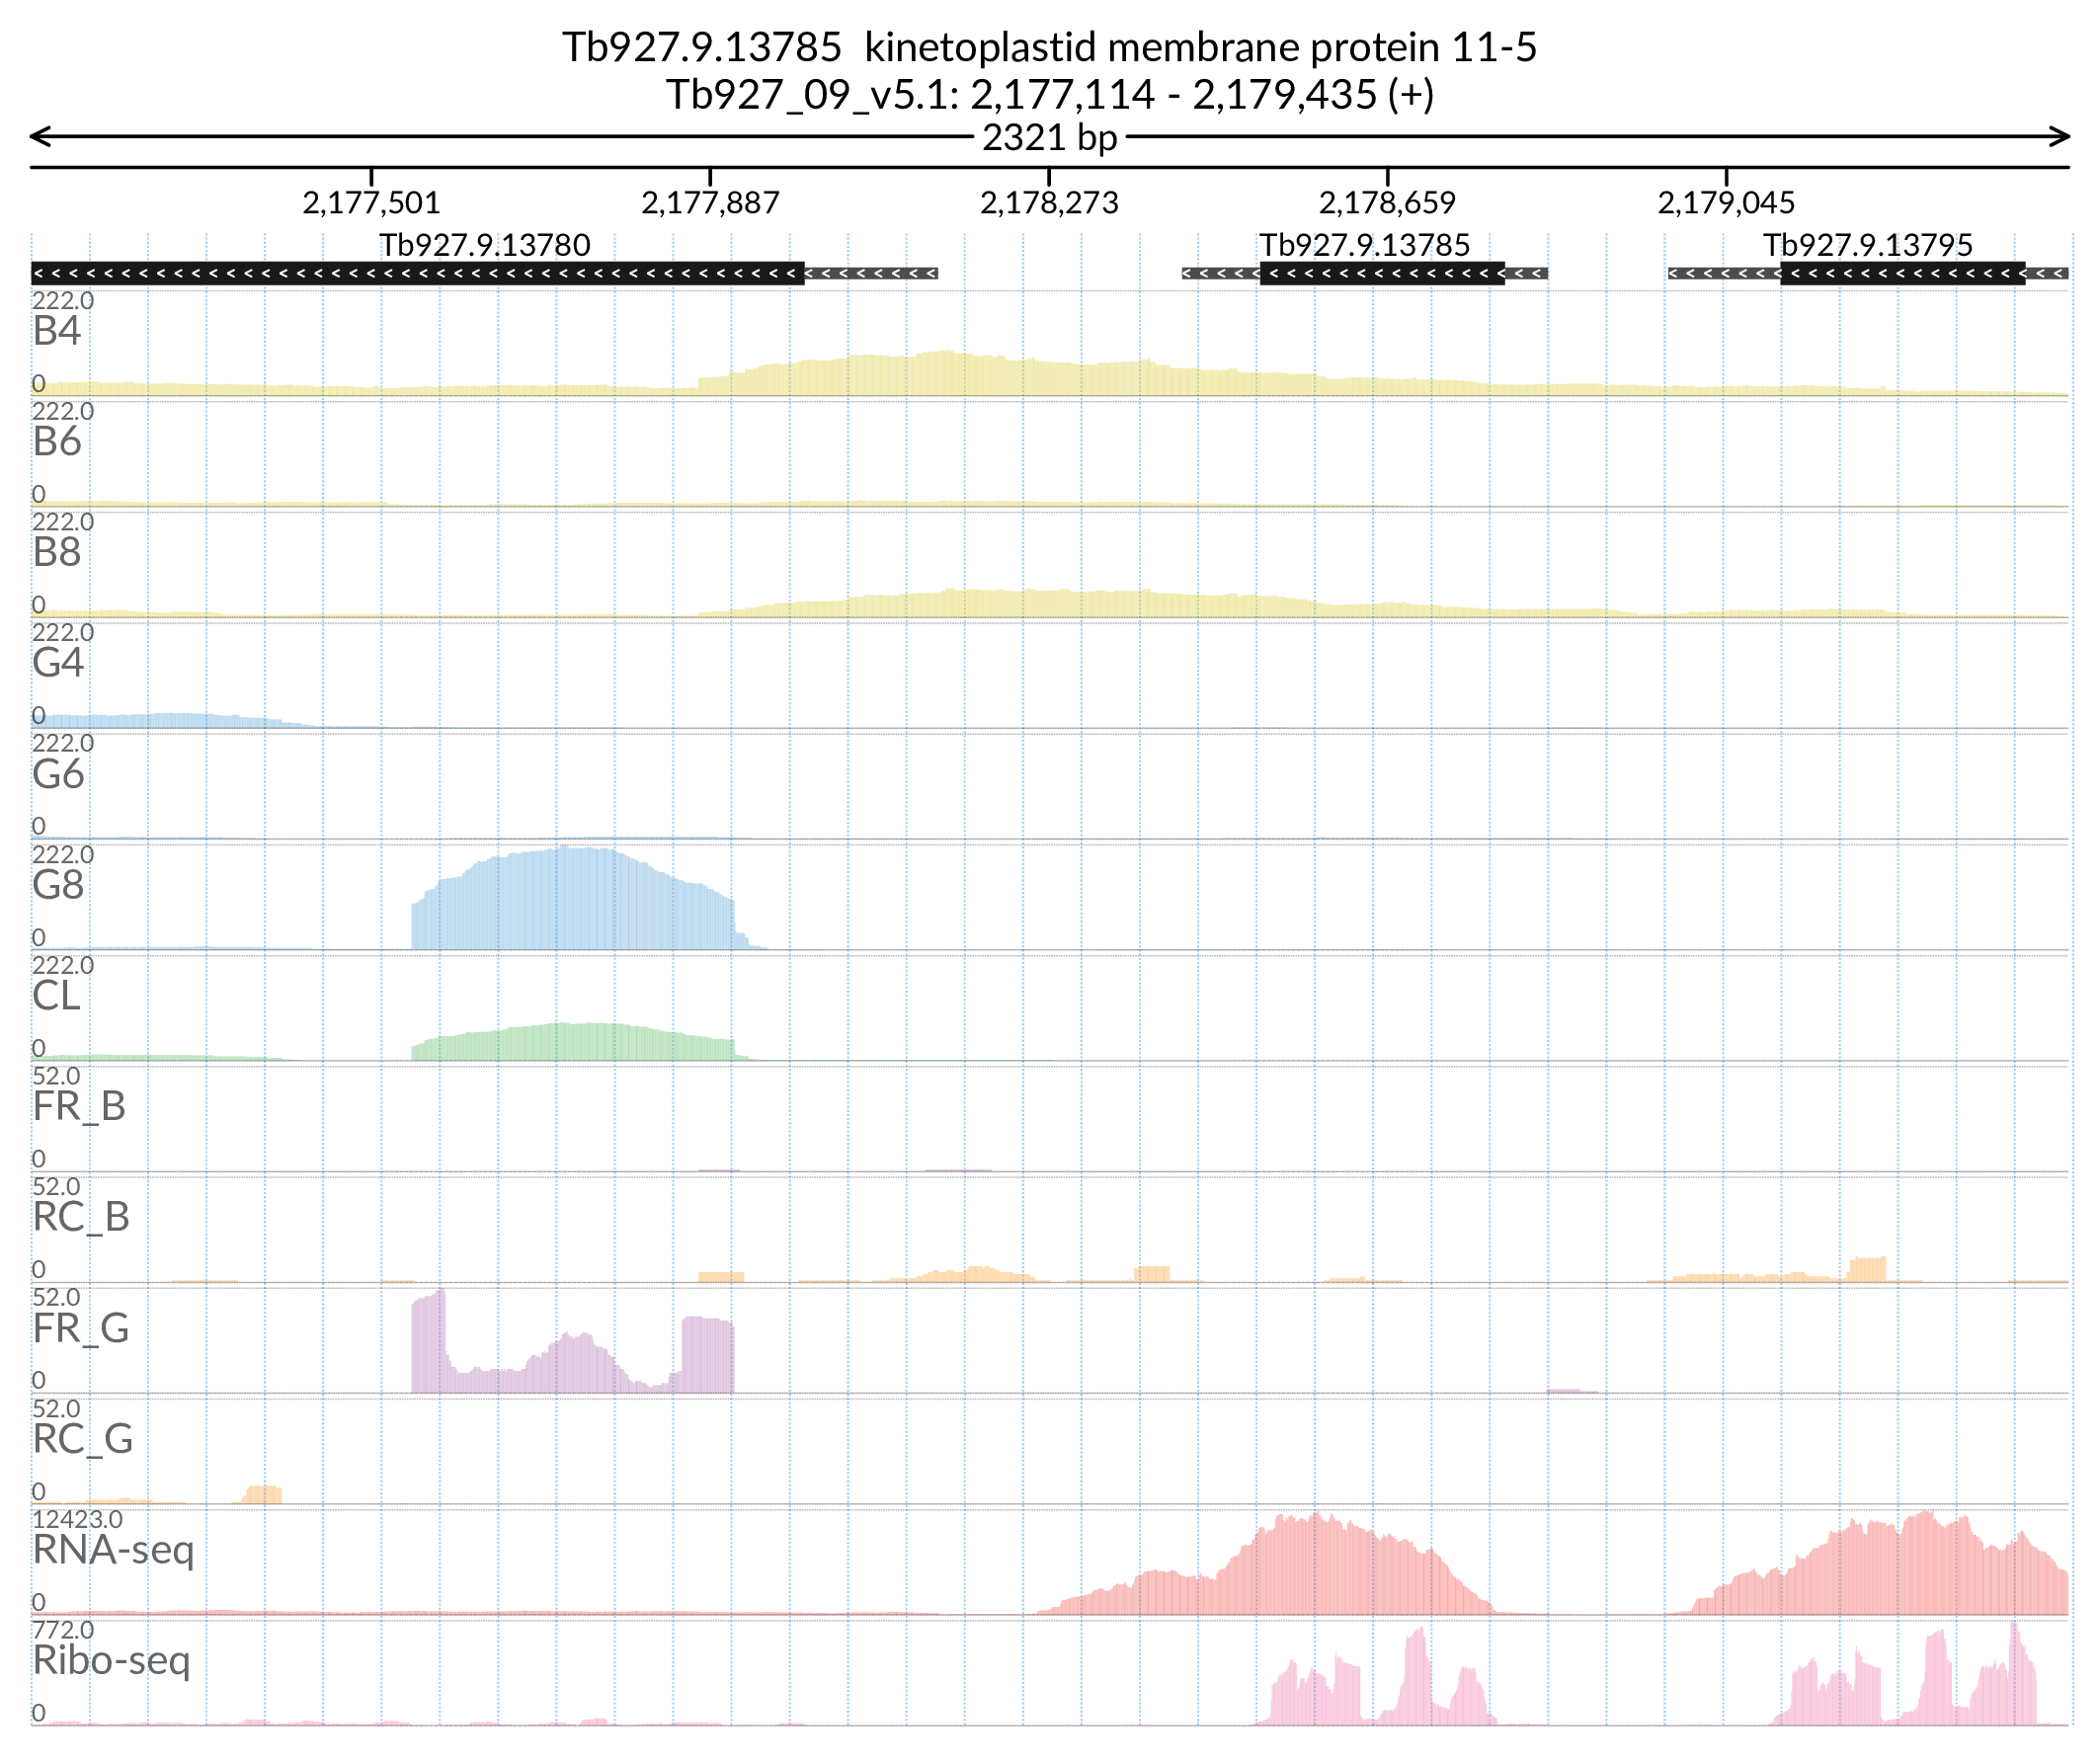 Tb927.9.13785  kinetoplastid membrane protein 11-5
Tb927_09_v5.1: 2,177,114 - 2,179,435 (+)
2321 bp
2,177,501 2,177,887 2,178,273 2,178,659 2,179,045
Tb927.9.13780 Tb927.9.13785 Tb927.9.13795
222.0
B4
0
222.0
B6
0
222.0
B8
0
222.0
G4
0
222.0
G6
0
222.0
G8
0
222.0
CL
0
52.0
FR_B
0
52.0
RC_B
0
52.0
FR_G
0
52.0
RC_G
0
12423.0
RNA-seq
0
772.0
Ribo-seq
0